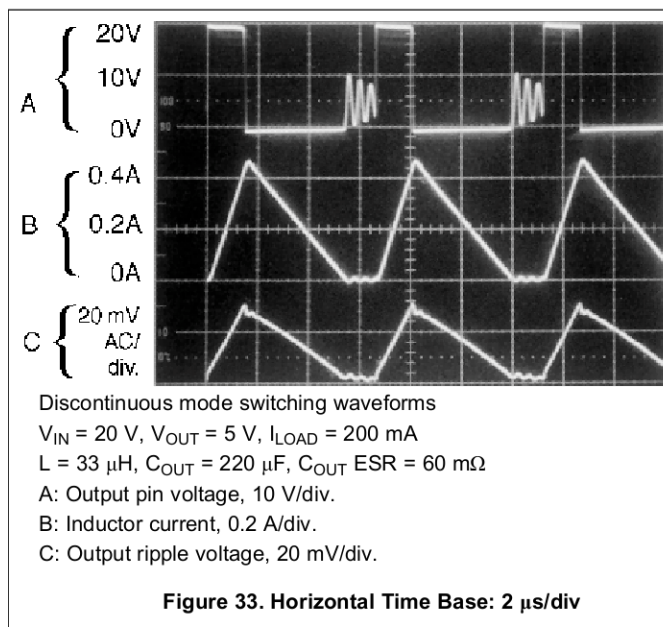 20V
10V
A
0V
0.4A
B
0.2A
0A
20 mV
AC/
C
div.
Discontinuous mode switching waveforms
V_IN = 20 V, V_OUT = 5 V, I_LOAD = 200 mA
L = 33 μH, C_OUT = 220 μF, C_OUT ESR = 60 mΩ
A: Output pin voltage, 10 V/div.
B: Inductor current, 0.2 A/div.
C: Output ripple voltage, 20 mV/div.
Figure 33. Horizontal Time Base: 2 μs/div